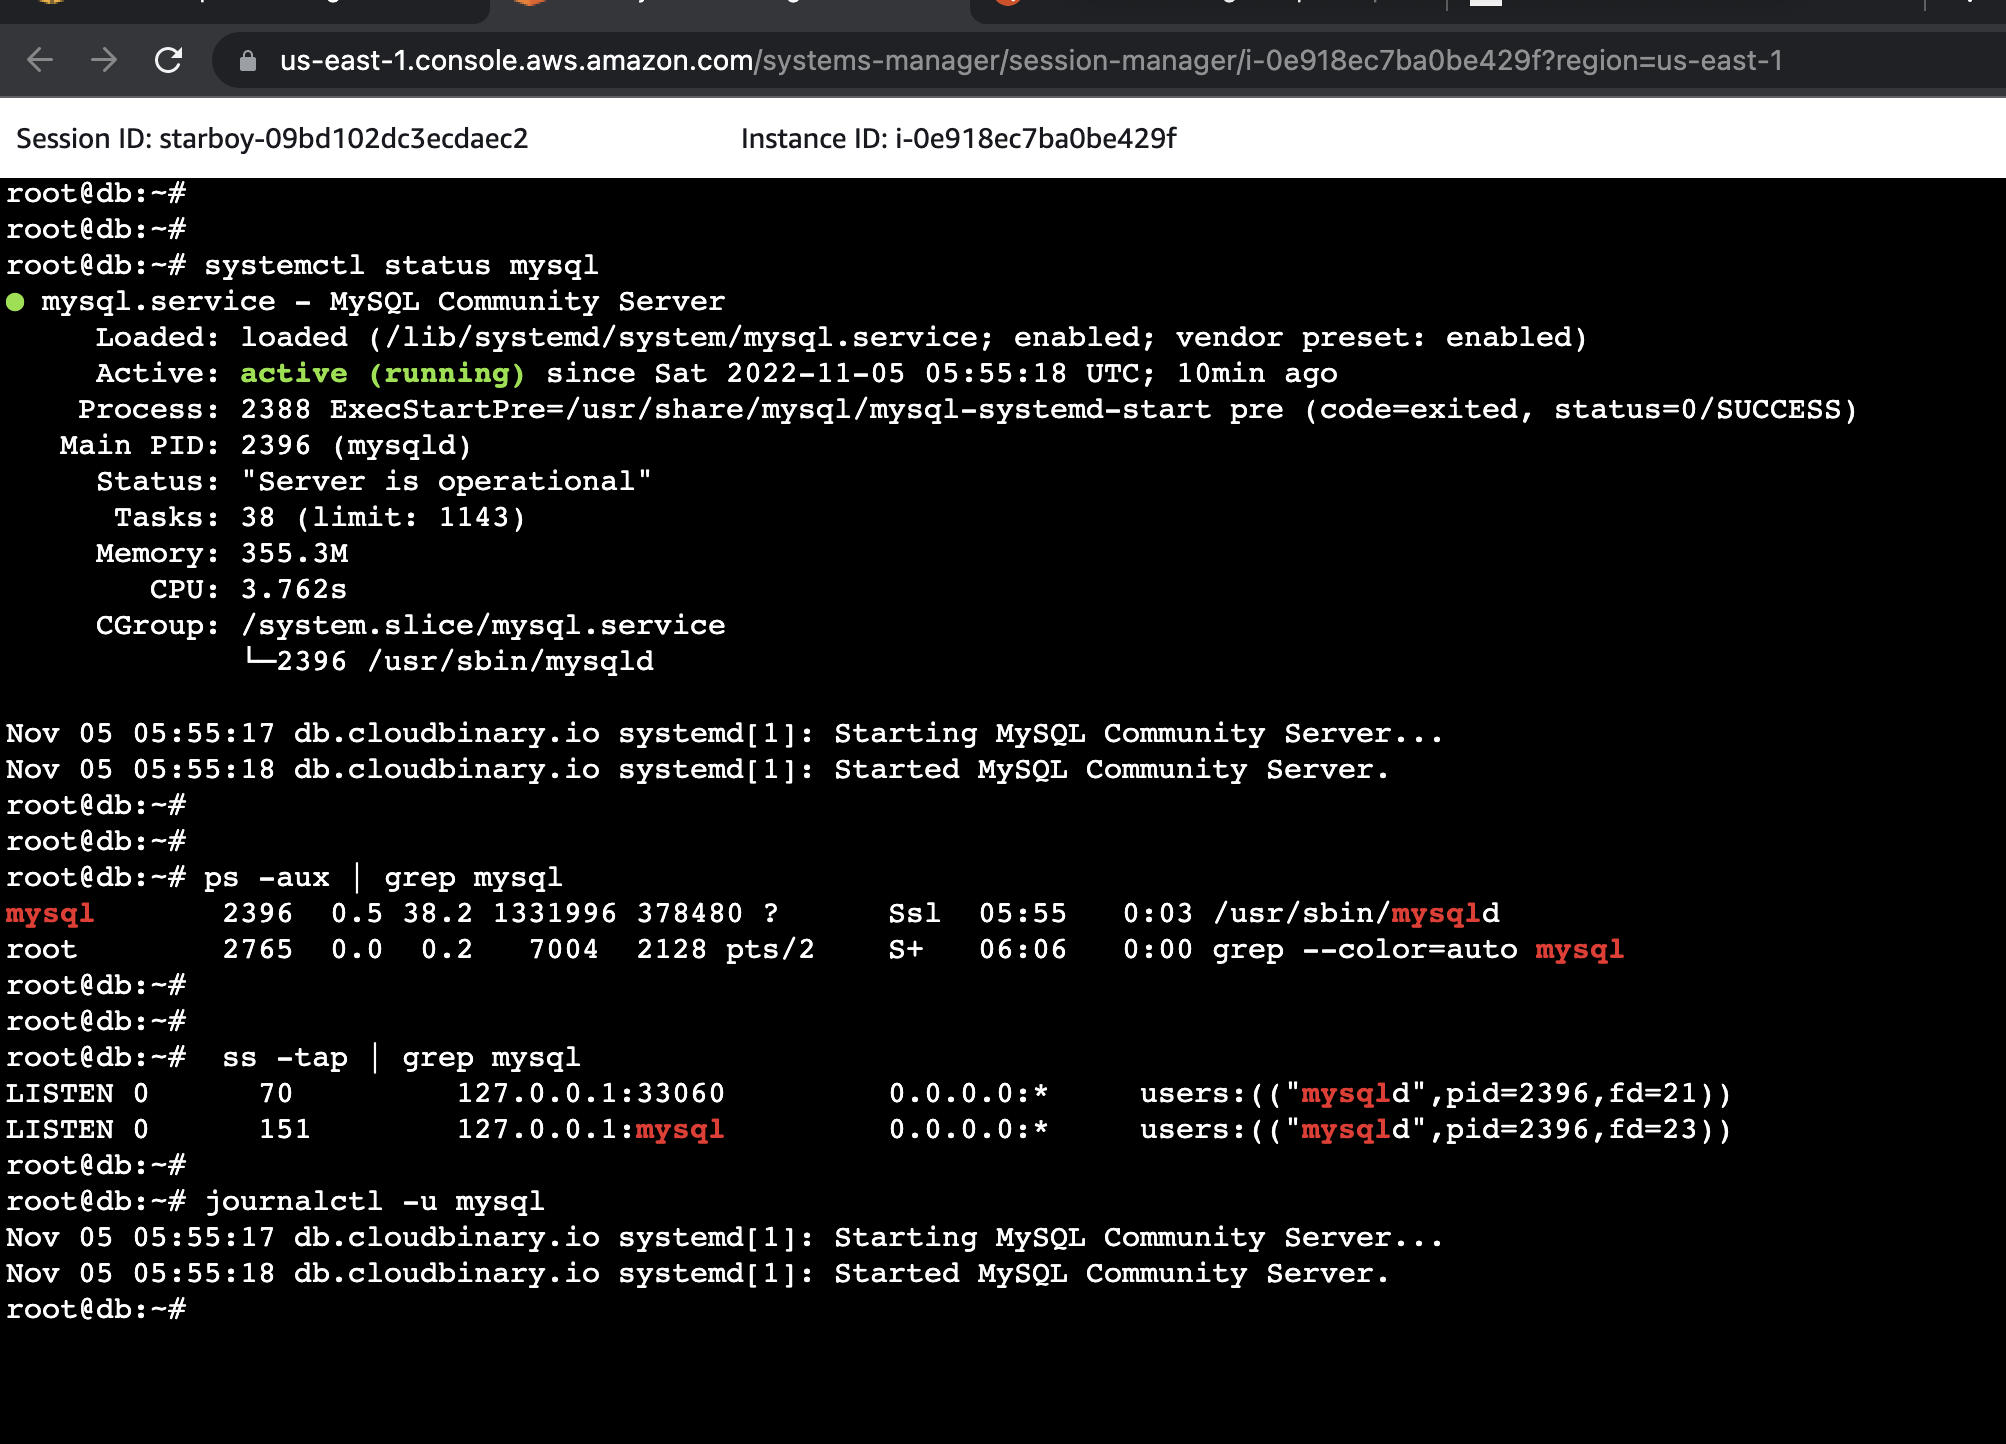 us-east-1.console.aws.amazon.com/systems-manager/session-manager/i-0e918ec7ba0be429f?region=us-east-1
Session ID: starboy-09bd102dc3ecdaec2 Instance ID: i-0e918ec7ba0be429f
root@db:~#
root@db:~#
root@db:~# systemctl status mysql
● mysql.service - MySQL Community Server
     Loaded: loaded (/lib/systemd/system/mysql.service; enabled; vendor preset: enabled)
     Active: active (running) since Sat 2022-11-05 05:55:18 UTC; 10min ago
    Process: 2388 ExecStartPre=/usr/share/mysql/mysql-systemd-start pre (code=exited, status=0/SUCCESS)
   Main PID: 2396 (mysqld)
     Status: "Server is operational"
      Tasks: 38 (limit: 1143)
     Memory: 355.3M
        CPU: 3.762s
     CGroup: /system.slice/mysql.service
             └─2396 /usr/sbin/mysqld
Nov 05 05:55:17 db.cloudbinary.io systemd[1]: Starting MySQL Community Server...
Nov 05 05:55:18 db.cloudbinary.io systemd[1]: Started MySQL Community Server.
root@db:~#
root@db:~#
root@db:~# ps -aux | grep mysql
mysql       2396  0.5 38.2 1331996 378480 ?      Ssl  05:55   0:03 /usr/sbin/mysqld
root        2765  0.0  0.2   7004  2128 pts/2    S+   06:06   0:00 grep --color=auto mysql
root@db:~#
root@db:~#
root@db:~#  ss -tap | grep mysql
LISTEN 0      70         127.0.0.1:33060         0.0.0.0:*     users:(("mysqld",pid=2396,fd=21))
LISTEN 0      151        127.0.0.1:mysql         0.0.0.0:*     users:(("mysqld",pid=2396,fd=23))
root@db:~#
root@db:~# journalctl -u mysql
Nov 05 05:55:17 db.cloudbinary.io systemd[1]: Starting MySQL Community Server...
Nov 05 05:55:18 db.cloudbinary.io systemd[1]: Started MySQL Community Server.
root@db:~#